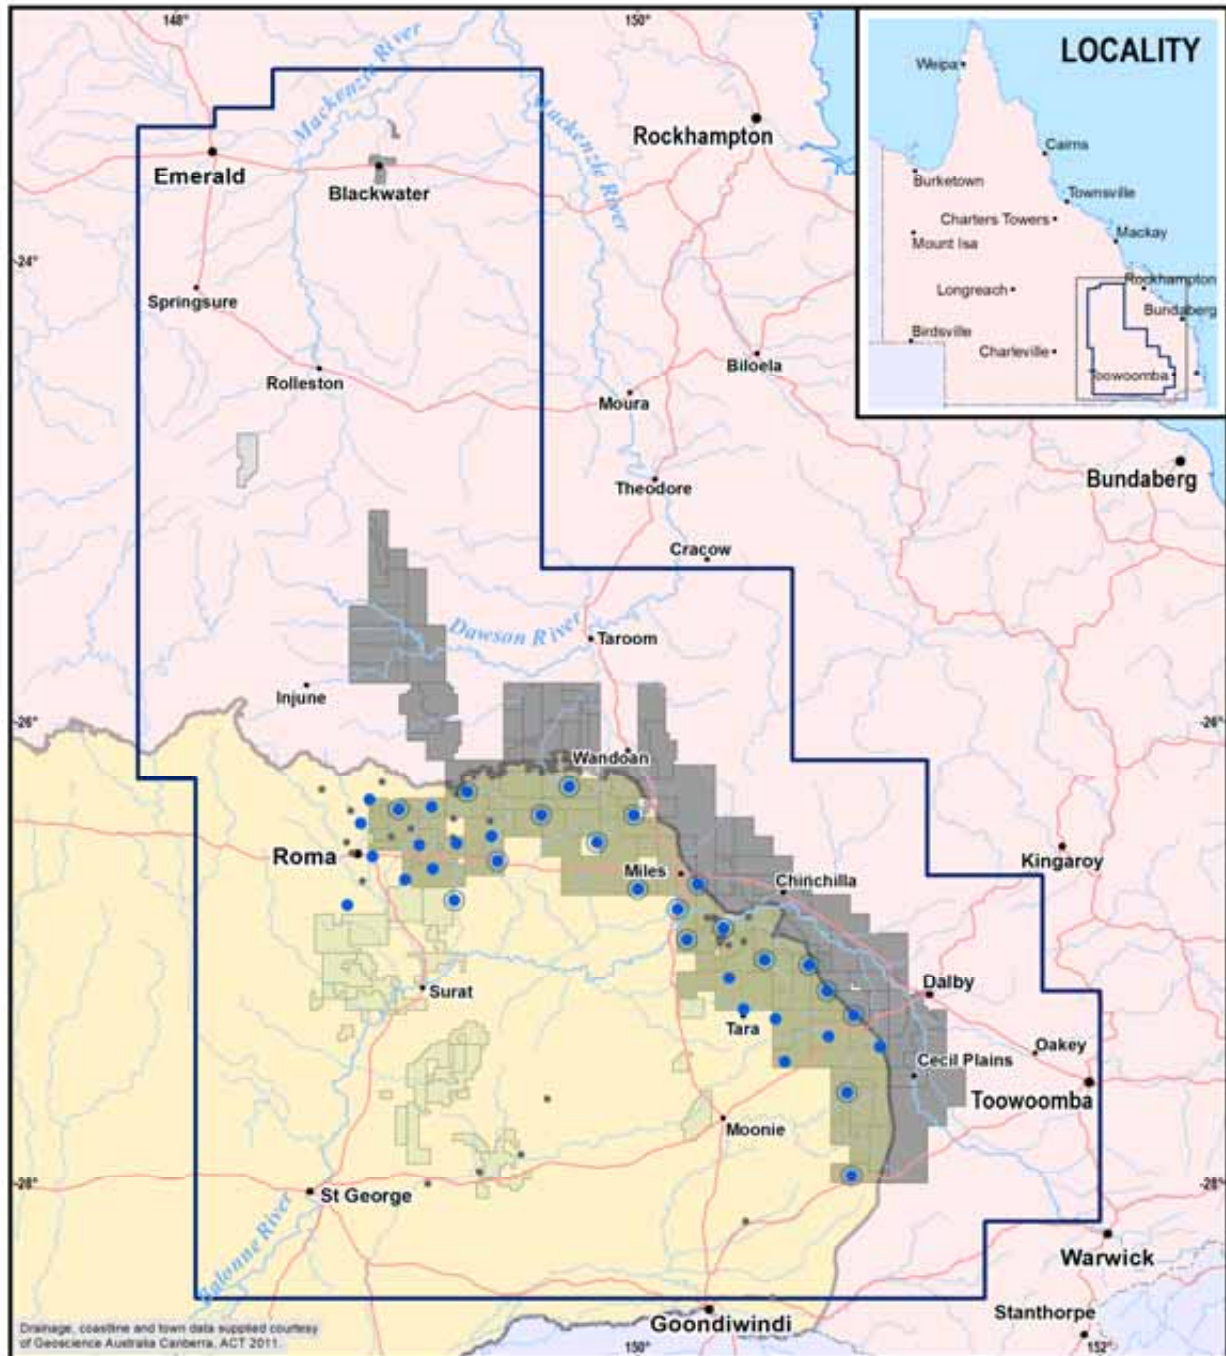 148°
150°
LOCALITY
Weipa
Cairns
Burketown
Townsville
Charters Towers
Mount Isa
Mackay
Longreach
Rockhampton
Bundaberg
Birdsville
Charleville
Toowoomba
Mackenzie River
Mackenzie River
Rockhampton
Emerald
Blackwater
-24°
Springsure
Rolleston
Biloela
Moura
Bundaberg
Theodore
Cracow
Dawson River
Taroom
Injune
-26°
-26°
Wandoan
Roma
Miles
Kingaroy
Chinchilla
Surat
Dalby
Tara
Oakey
Cecil Plains
Toowoomba
Moonie
-28°
-28°
St George
Balonne River
Warwick
Stanthorpe
Goondiwindi
Drainage, coastline and town data supplied courtesy
of Geoscience Australia Canberra, ACT 2011.
150°
152°